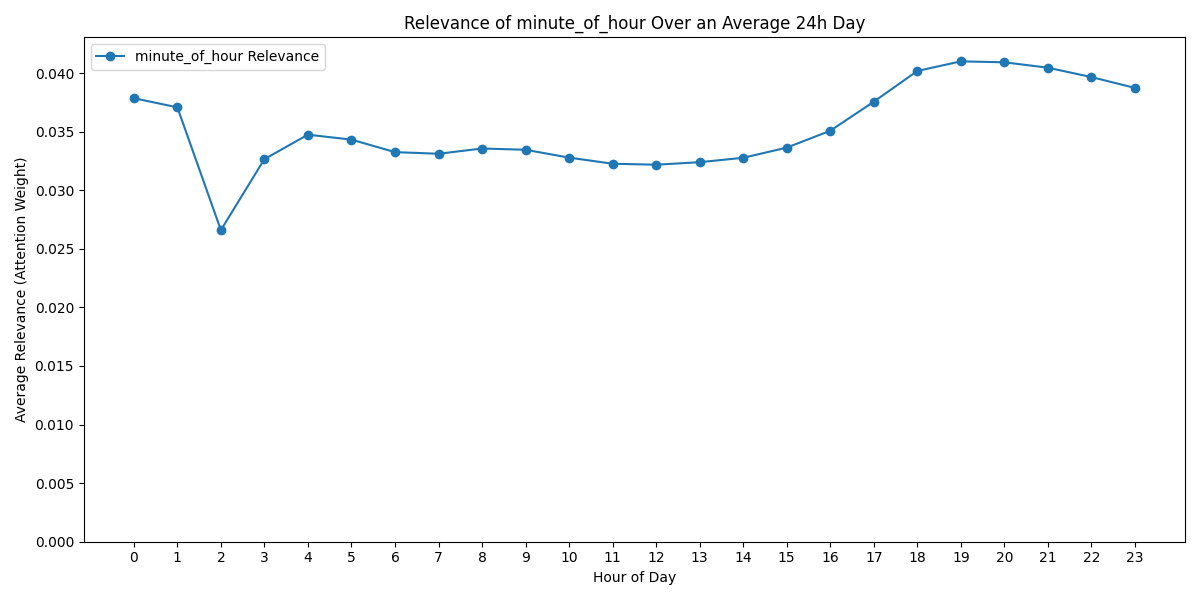 Relevance of minute_of_hour Over an Average 24h Day
minute_of_hour Relevance
Average Relevance (Attention Weight)
0.040
0.035
0.030
0.025
0.020
0.015
0.010
0.005
0.000
0 1 2 3 4 5 6 7 8 9 10 11 12 13 14 15 16 17 18 19 20 21 22 23
Hour of Day